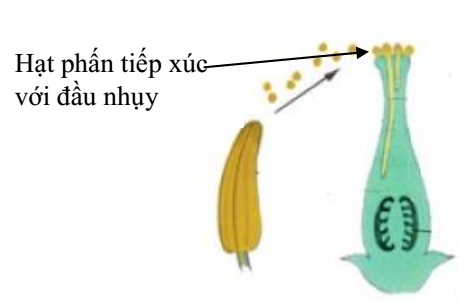 Hạt phấn tiếp xúc
với đầu nhụy